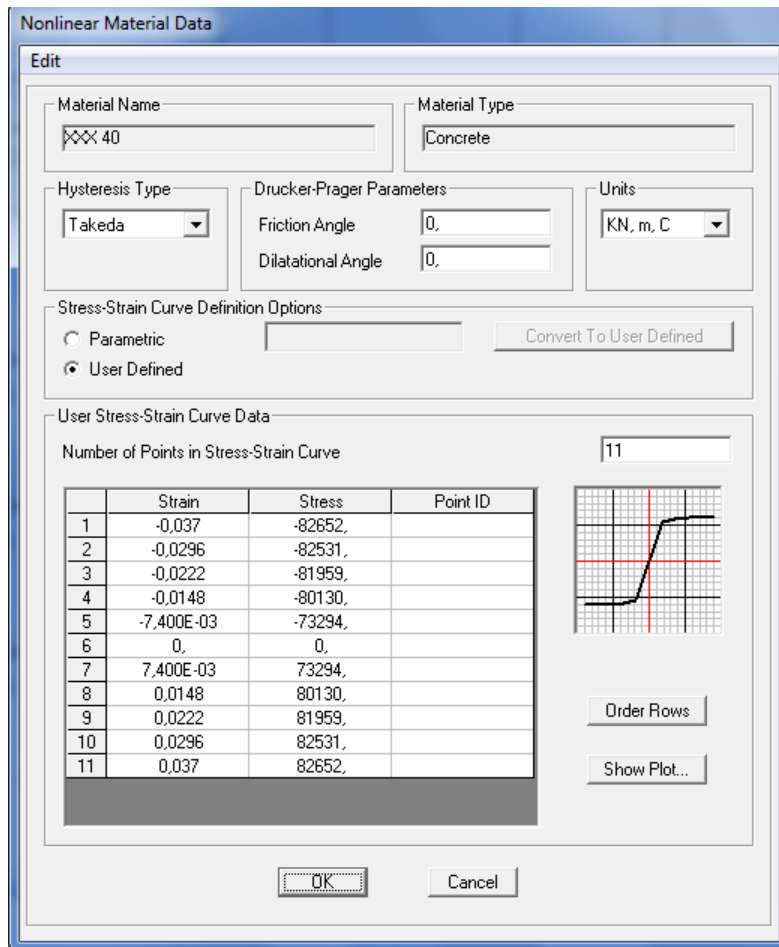 Nonlinear Material Data
Edit
Material Name
XXX 40
Material Type
Concrete
Hysteresis Type
Takeda
Drucker-Prager Parameters
Friction Angle 0,
Dilatational Angle 0,
Units
KN, m, C
Stress-Strain Curve Definition Options
Parametric
Convert To User Defined
User Defined
User Stress-Strain Curve Data
Number of Points in Stress-Strain Curve 11
Strain Stress Point ID
1 -0,037 -82652,
2 -0,0296 -82531,
3 -0,0222 -81959,
4 -0,0148 -80130,
5 -7,400E-03 -73294,
6 0, 0,
7 7,400E-03 73294,
8 0,0148 80130,
9 0,0222 81959,
10 0,0296 82531,
11 0,037 82652,
Order Rows
Show Plot...
OK Cancel